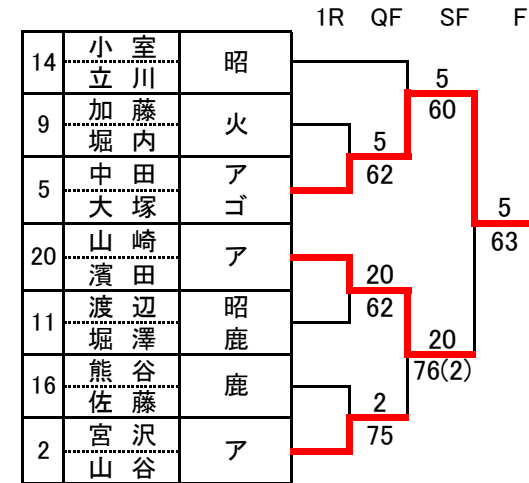 1R QF SF F
14 小室 立川 昭
9 加藤 堀内 火
5 中田 大塚 ア ゴ
20 山崎 濱田 ア
11 渡辺 堀澤 昭 鹿
16 熊谷 佐藤 鹿
2 宮沢 山谷 ア
5
62
20
62
2
75
5
60
20
76(2)
5
63